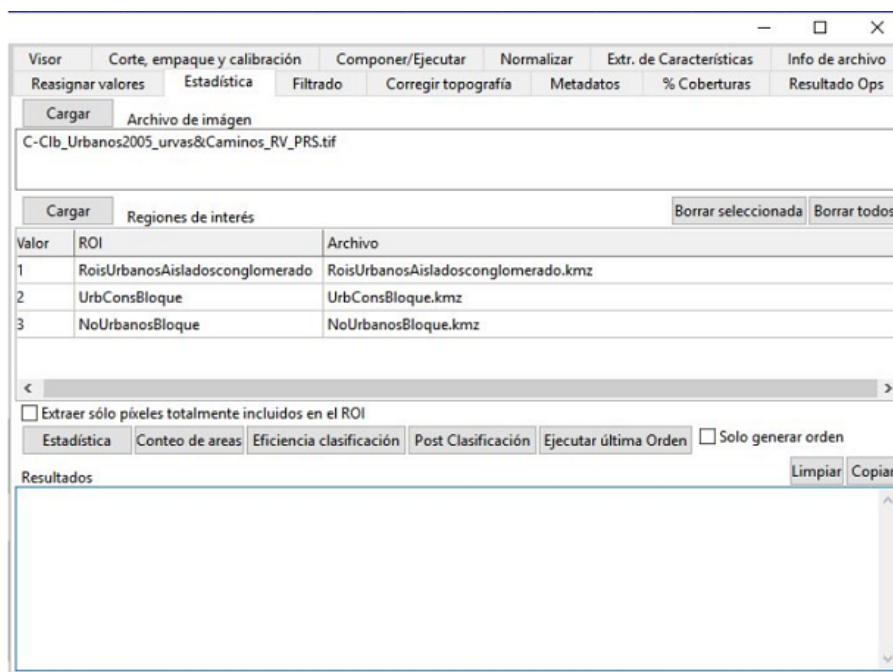 Visor Corte, empaque y calibración Componer/Ejecutar Normalizar Extr. de Características Info de archivo
Reasignar valores Estadística Filtrado Corregir topografía Metadatos % Coberturas Resultado Ops
Cargar Archivo de imágen
C-Clb_Urbanos2005_urvas&Caminos_RV_PRS.tif
Cargar Regiones de interés Borrar seleccionada Borrar todos
Valor ROI Archivo
1 RoisUrbanosAisladosconglomerado RoisUrbanosAisladosconglomerado.kmz
2 UrbConsBloque UrbConsBloque.kmz
3 NoUrbanosBloque NoUrbanosBloque.kmz
Extraer sólo píxeles totalmente incluidos en el ROI
Estadística Conteo de areas Eficiencia clasificación Post Clasificación Ejecutar última Orden Solo generar orden
Resultados Limpiar Copiar